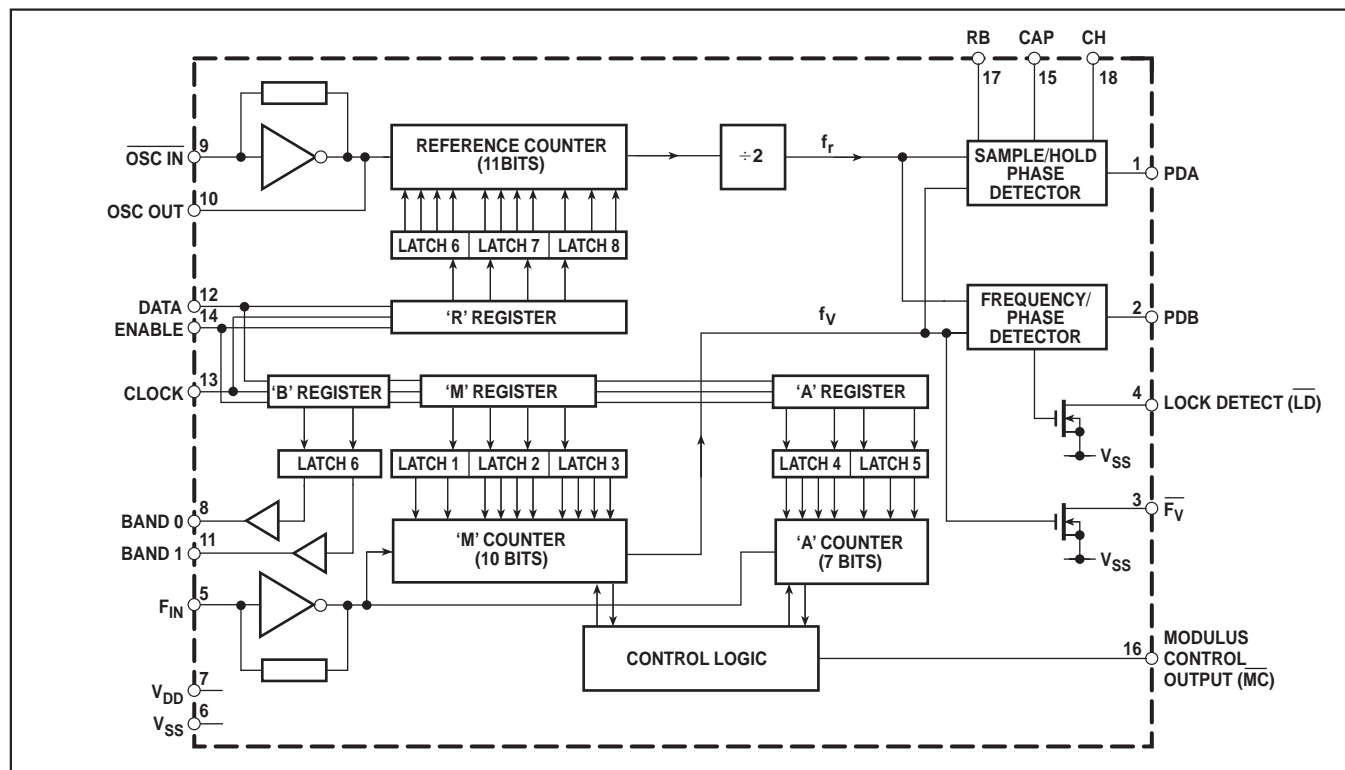 RB CAP CH
17 15 18
OSC IN
9
OSC OUT
10
REFERENCE COUNTER
(11BITS)
÷2
fr
SAMPLE/HOLD
PHASE
DETECTOR
1
PDA
LATCH 6 LATCH 7 LATCH 8
DATA
12
ENABLE
14
'R' REGISTER
fV
FREQUENCY/
PHASE
DETECTOR
2
PDB
CLOCK
13
'B' REGISTER
'M' REGISTER
'A' REGISTER
4
LOCK DETECT (LD)
VSS
LATCH 6
LATCH 1 LATCH 2 LATCH 3
LATCH 4 LATCH 5
BAND 0
8
BAND 1
11
'M' COUNTER
(10 BITS)
'A' COUNTER
(7 BITS)
3
FV
VSS
FIN
5
CONTROL LOGIC
16
MODULUS
CONTROL
OUTPUT (MC)
VDD
7
VSS
6